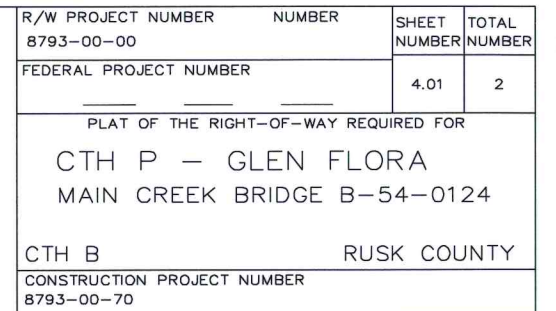 R/W PROJECT NUMBER NUMBER
8793-00-00
SHEET NUMBER
TOTAL NUMBER
FEDERAL PROJECT NUMBER
4.01
2
PLAT OF THE RIGHT-OF-WAY REQUIRED FOR
CTH P - GLEN FLORA
MAIN CREEK BRIDGE B-54-0124
CTH B RUSK COUNTY
CONSTRUCTION PROJECT NUMBER
8793-00-70